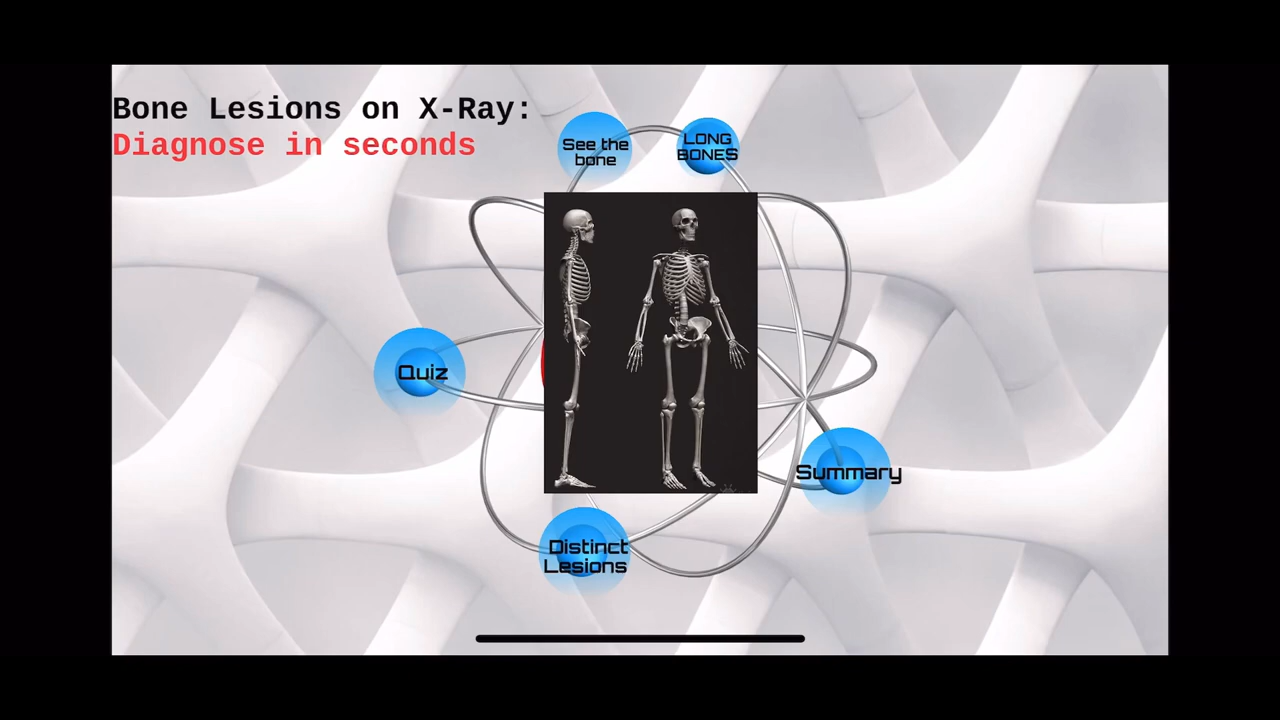 Bone Lesions on X-Ray:
Diagnose in seconds
See the
bone
LONG
BONES
Quiz
Summary
Distinct
Lesions